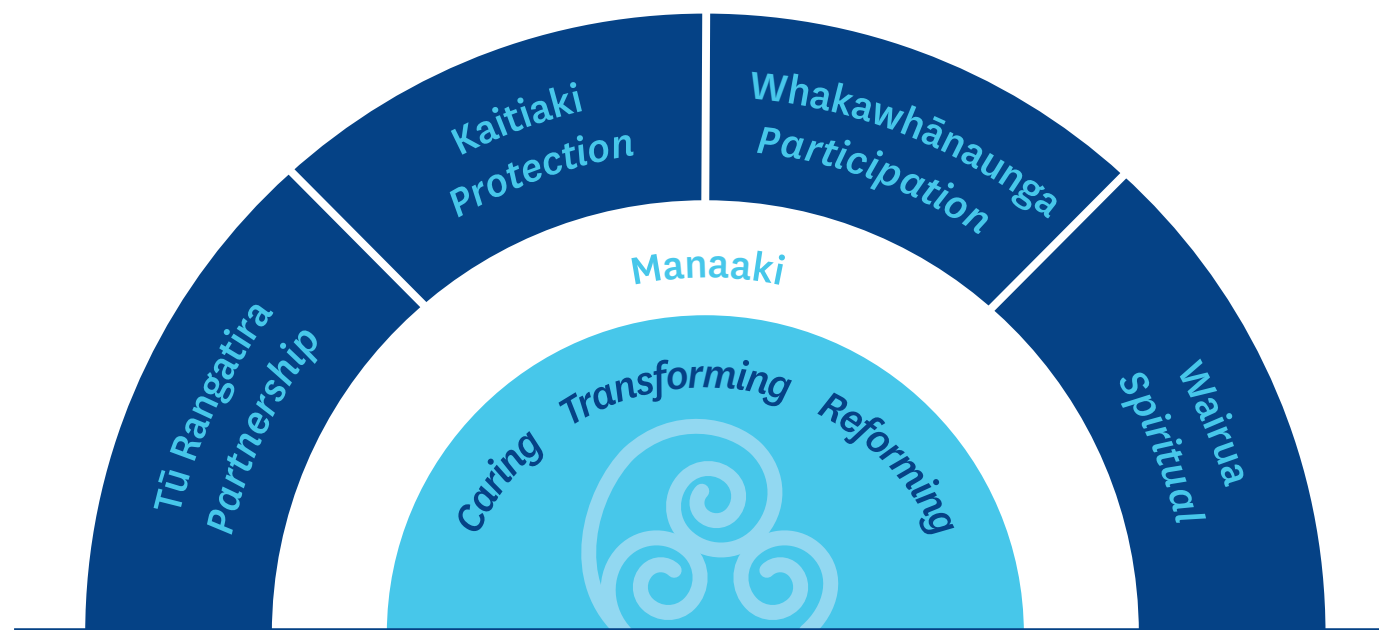 Tū Rangatira
Partnership
Kaitiaki
Protection
Whakawhānaunga
Participation
Wairua
Spiritual
Manaaki
Caring
Transforming
Reforming